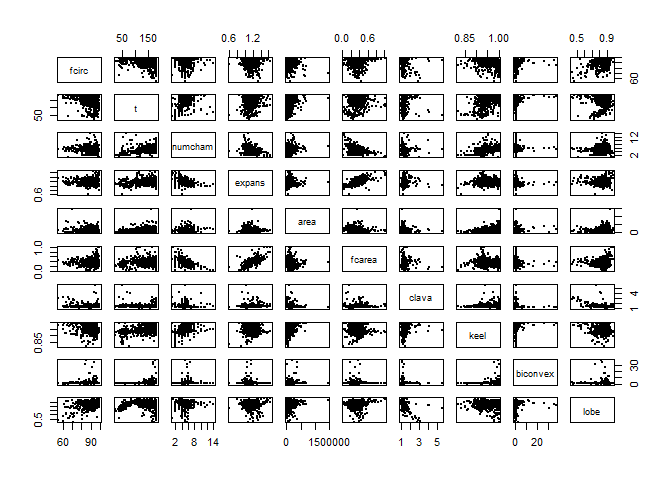 50 150 0.6 1.2 0.0 0.6 0.85 1.00 0.5 0.9
fcirc 60
50 t
numcham 2 12
0.6 expans
area 0
0.0 1.0 fcarea
clava 1 4
0.85 keel
biconvex 0 30
0.5 lobe
60 90 2 8 14 0 1500000 1 3 5 0 20